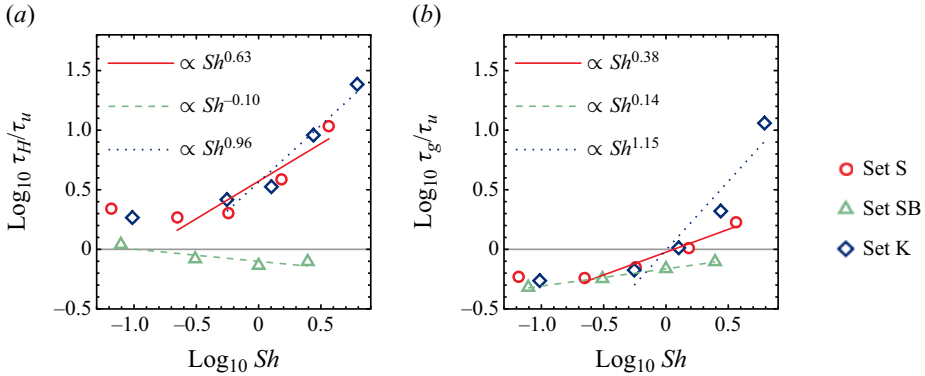 (a)
∝ Sh^0.63
∝ Sh^−0.10
∝ Sh^0.96
Log10 τH/τu
1.5
1.0
0.5
0
−0.5
−1.0 −0.5 0 0.5
Log10 Sh
(b)
∝ Sh^0.38
∝ Sh^0.14
∝ Sh^1.15
Log10 τg/τu
1.5
1.0
0.5
0
−0.5
−1.0 −0.5 0 0.5
Log10 Sh
Set S
Set SB
Set K